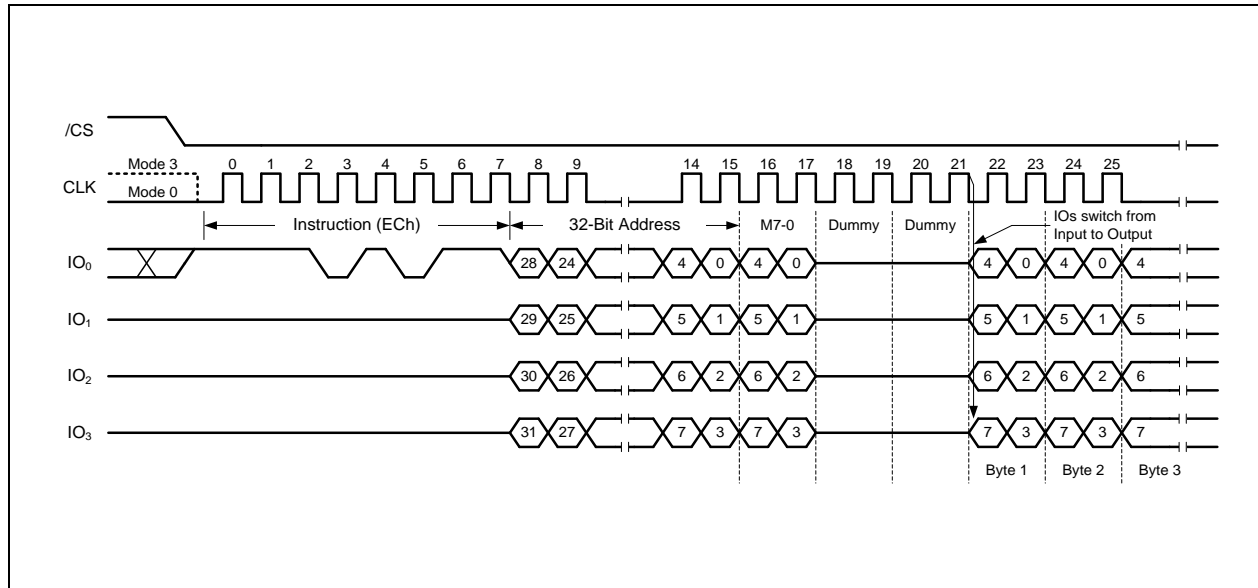 /CS
Mode 3 0 1 2 3 4 5 6 7 8 9 14 15 16 17 18 19 20 21 22 23 24 25
CLK Mode 0
Instruction (ECh) 32-Bit Address M7-0 Dummy Dummy IOs switch from
Input to Output
IO₀ 28 24 4 0 4 0 4 0 4 0 4
IO₁ 29 25 5 1 5 1 5 1 5 1 5
IO₂ 30 26 6 2 6 2 6 2 6 2 6
IO₃ 31 27 7 3 7 3 7 3 7 3 7
Byte 1 Byte 2 Byte 3